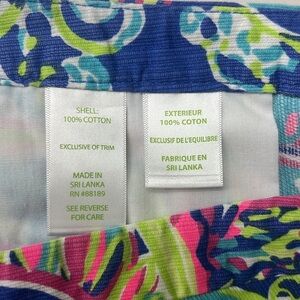 SHELL:
100% COTTON
EXCLUSIVE OF TRIM
MADE IN
SRI LANKA
RN #88189
SEE REVERSE
FOR CARE
EXTERIEUR
100% COTON
EXCLUSIF DE L'EQUILIBRE
FABRIQUE EN
SRI LANKA